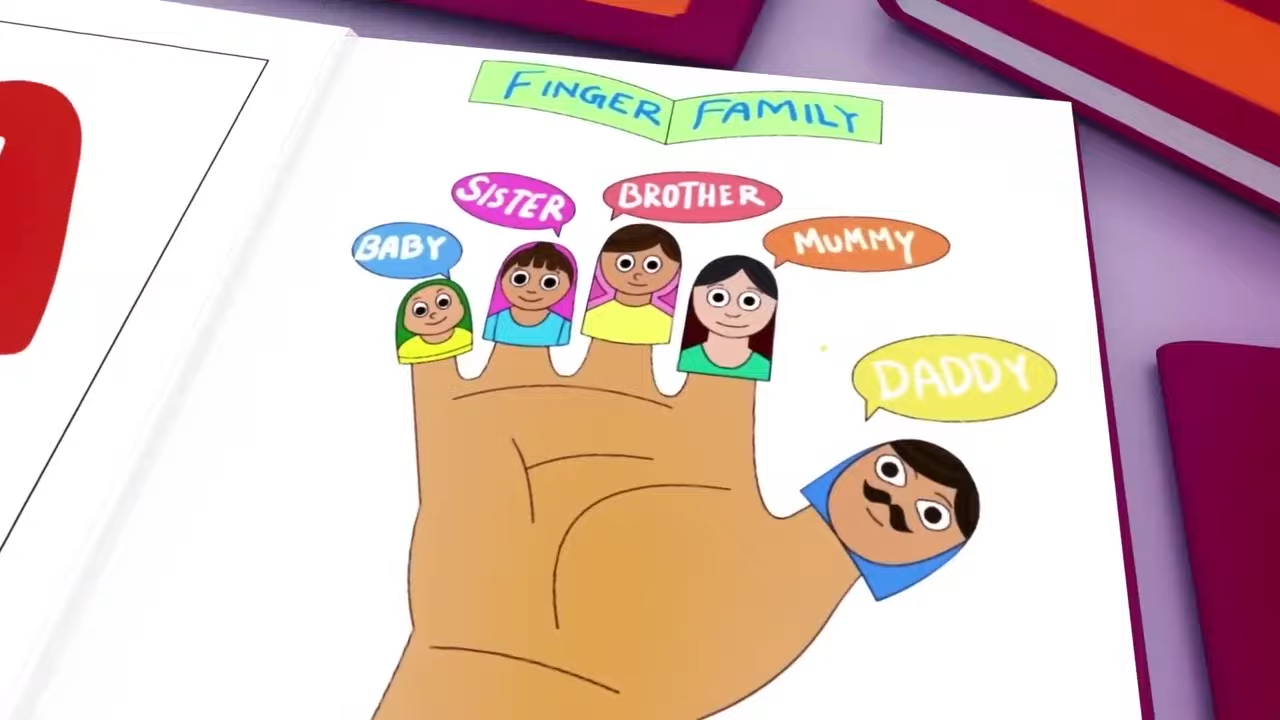 FINGER FAMILY
BABY
SISTER
BROTHER
MUMMY
DADDY